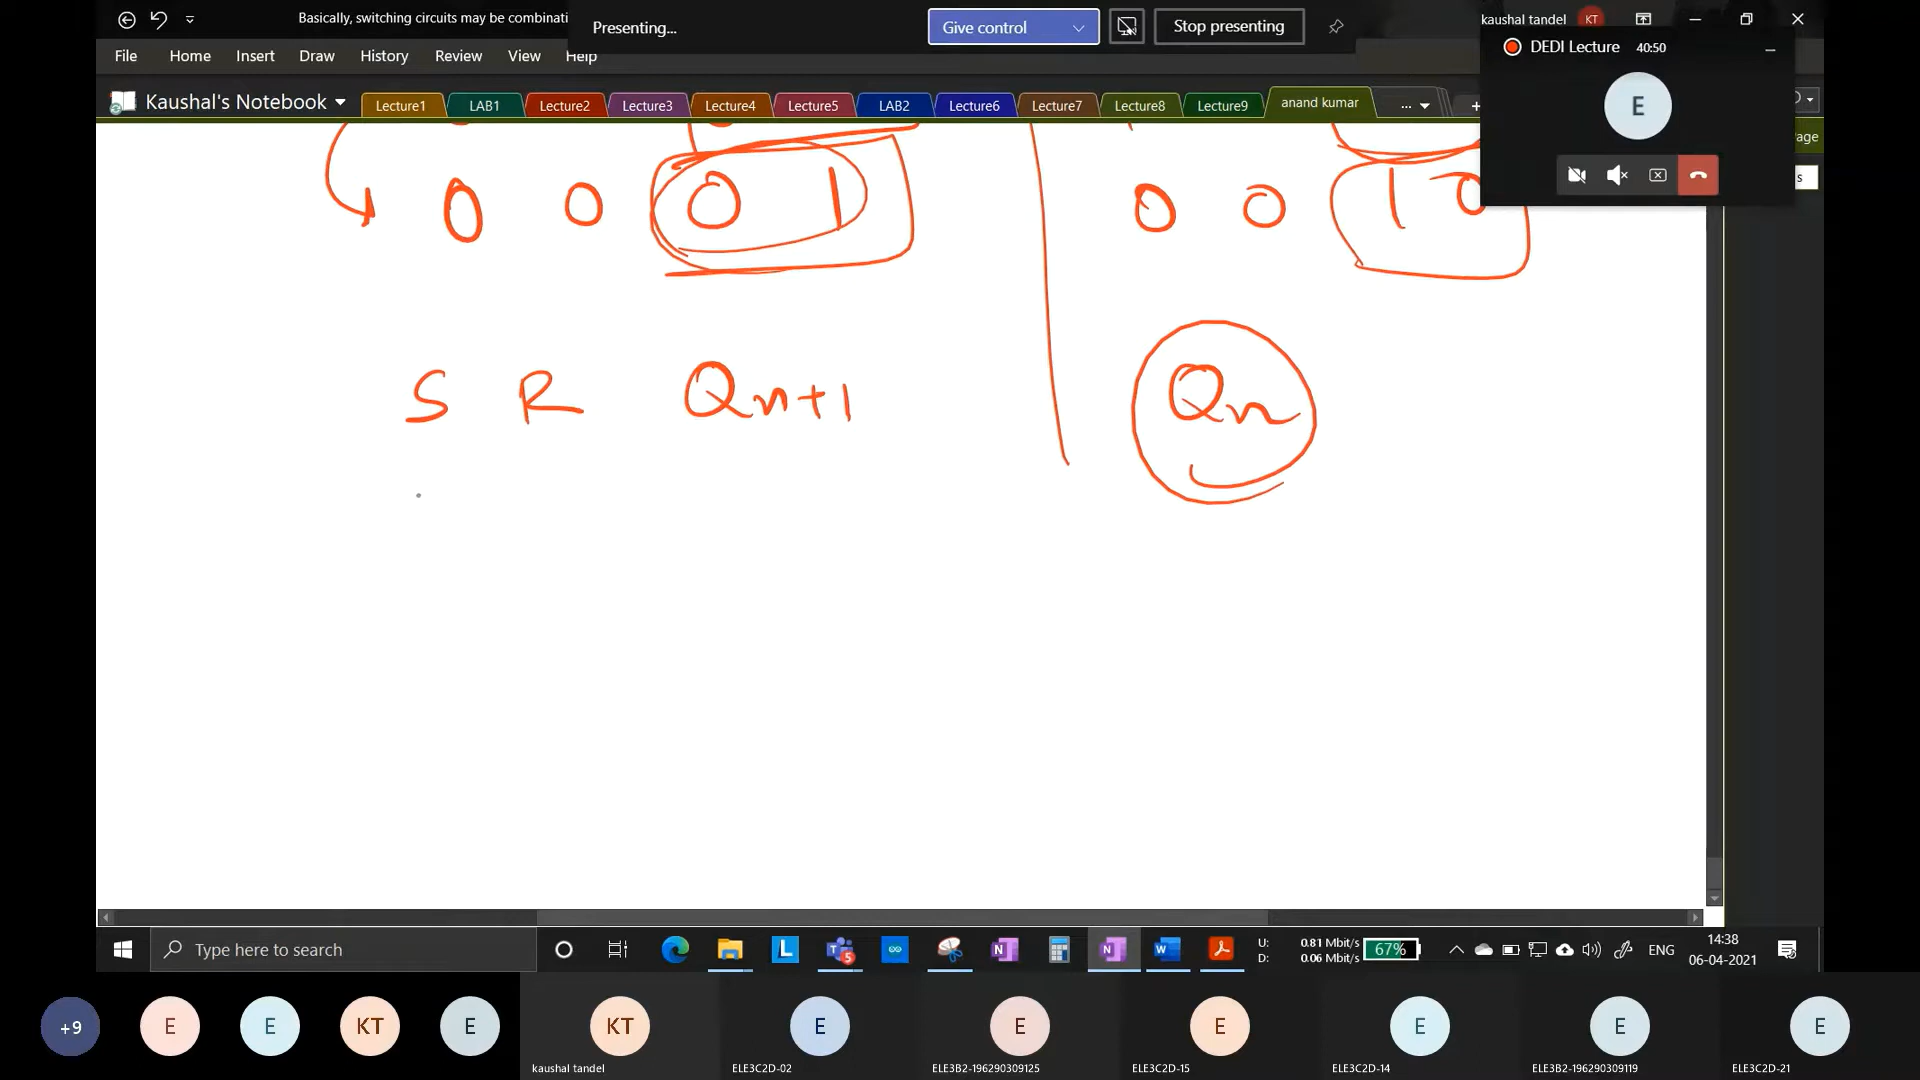 Basically, switching circuits may be combinati
Presenting...
Give control
Stop presenting
kaushal tandel
KT
DEDI Lecture
40:50
E
File Home Insert Draw History Review View Help
Kaushal's Notebook
Lecture1 LAB1 Lecture2 Lecture3 Lecture4 Lecture5 LAB2 Lecture6 Lecture7 Lecture8 Lecture9 anand kumar ... +
age
s
0 0 0 1 0 0 1 0
S R Qn+1 Qn
Type here to search
U: 0.81 Mbit/s
D: 0.06 Mbit/s
67%
ENG
14:38
06-04-2021
+9 E E KT E KT E E E E E E
kaushal tandel ELE3C2D-02 ELE3B2-196290309125 ELE3C2D-15 ELE3C2D-14 ELE3B2-196290309119 ELE3C2D-21